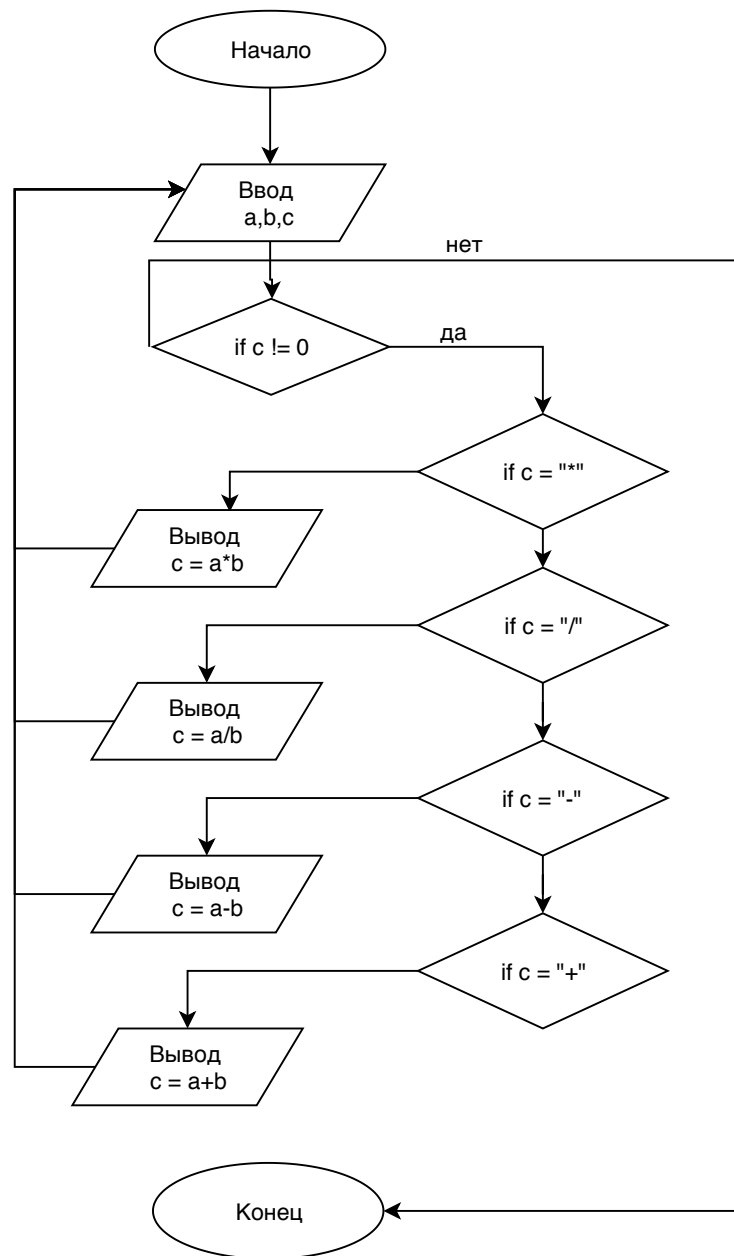 Начало
Ввод
a,b,c
нет
if c != 0
да
if c = "*"
Вывод
c = a*b
if c = "/"
Вывод
c = a/b
if c = "-"
Вывод
c = a-b
if c = "+"
Вывод
c = a+b
Конец